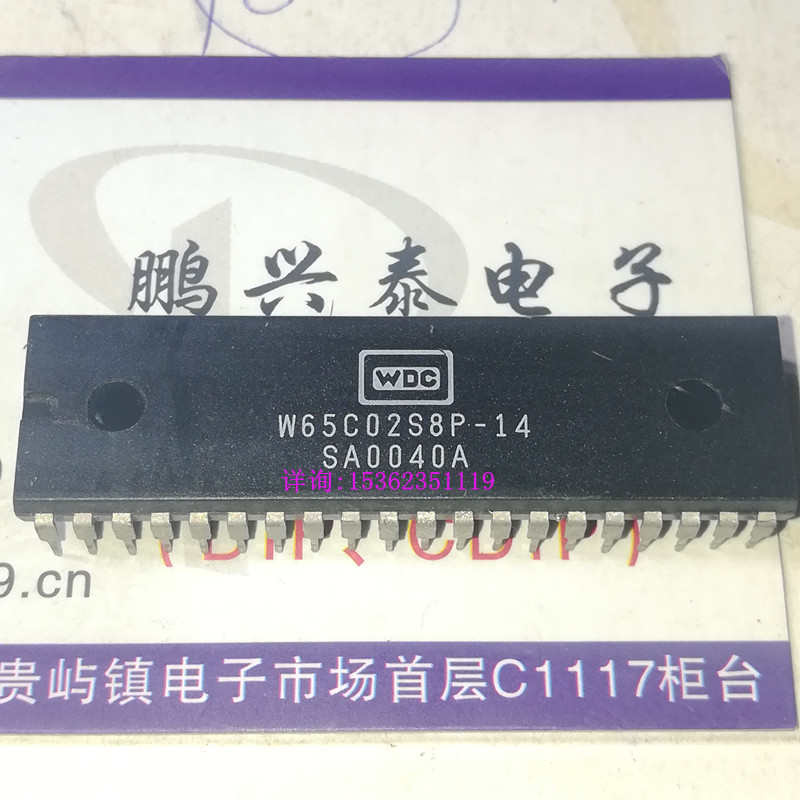 鹏兴泰电子
WDC
W65C02S8P-14
SA0040A
详询:15362351119
9.cn
贵屿镇电子市场首层C1117柜台